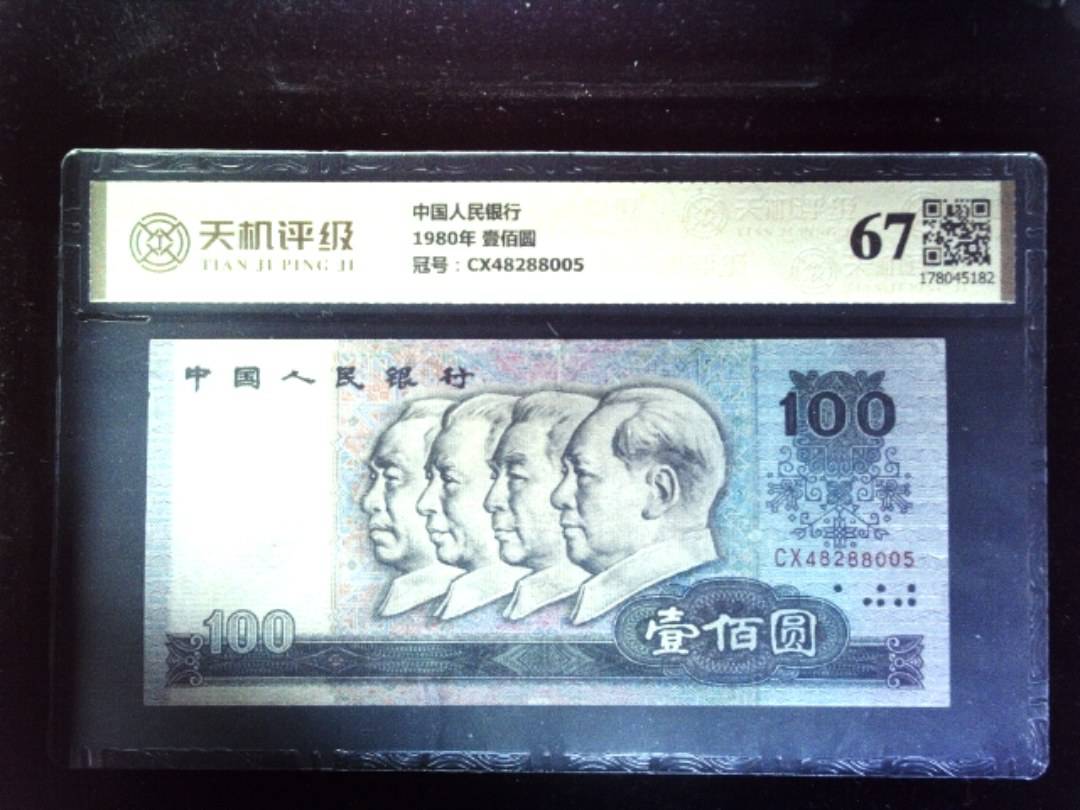 天机评级
TIAN JI PING JI
中国人民银行
1980年 壹佰圆
冠号：CX48288005
67
178045182
中国人民银行
100
CX48288005
100
壹佰圆